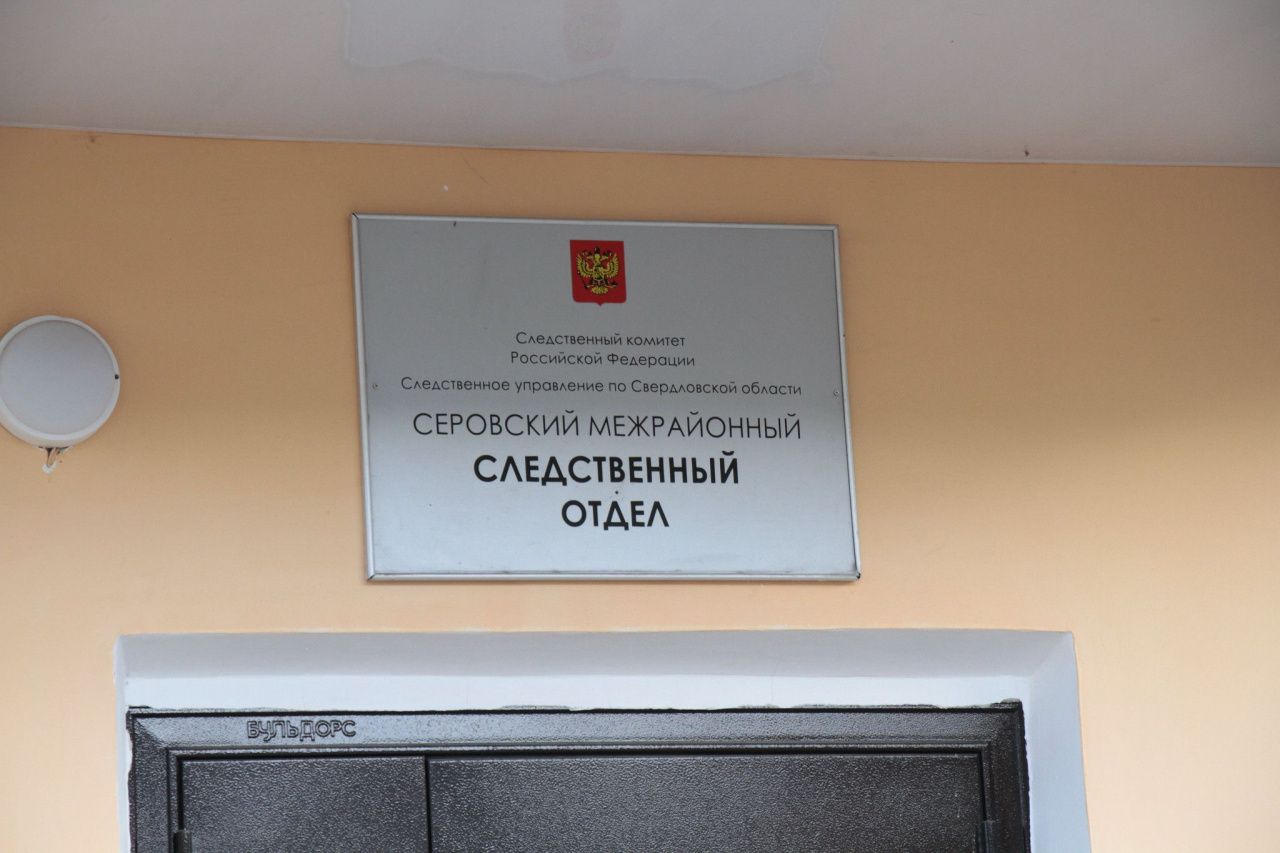 Следственный комитет
Российской Федерации
Следственное управление по Свердловской области
СЕРОВСКИЙ МЕЖРАЙОННЫЙ
СЛЕДСТВЕННЫЙ
ОТДЕЛ
БУЛЬДОРС